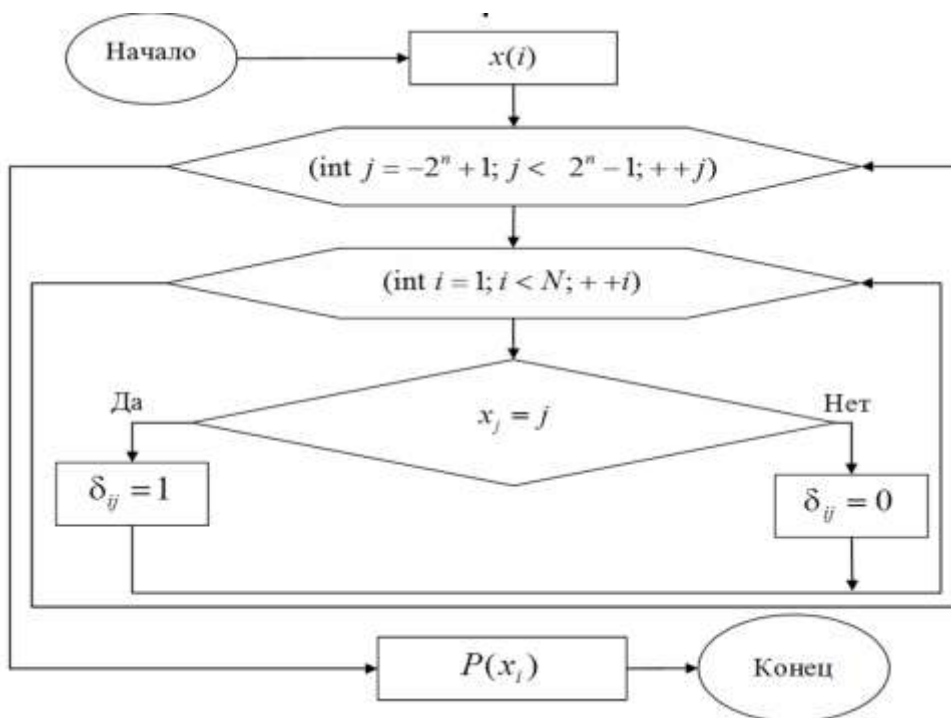 Начало
x(i)
(int j = −2ⁿ + 1; j < 2ⁿ − 1; + + j)
(int i = 1; i < N; + + i)
Да
x_j = j
Нет
δ_ij = 1
δ_ij = 0
P(x_i)
Конец